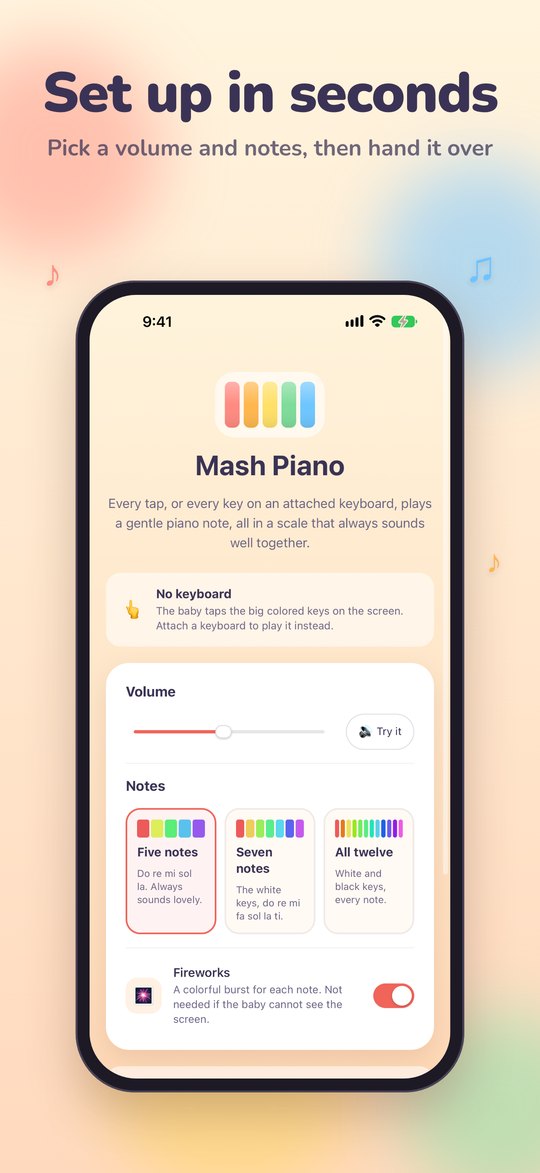 Set up in seconds
Pick a volume and notes, then hand it over
9:41
Mash Piano
Every tap, or every key on an attached keyboard, plays
a gentle piano note, all in a scale that always sounds
well together.
No keyboard
The baby taps the big colored keys on the screen.
Attach a keyboard to play it instead.
Volume
Try it
Notes
Five notes
Do re mi sol
la. Always
sounds lovely.
Seven
notes
The white
keys, do re mi
fa sol la ti.
All twelve
White and
black keys,
every note.
Fireworks
A colorful burst for each note. Not
needed if the baby cannot see the
screen.